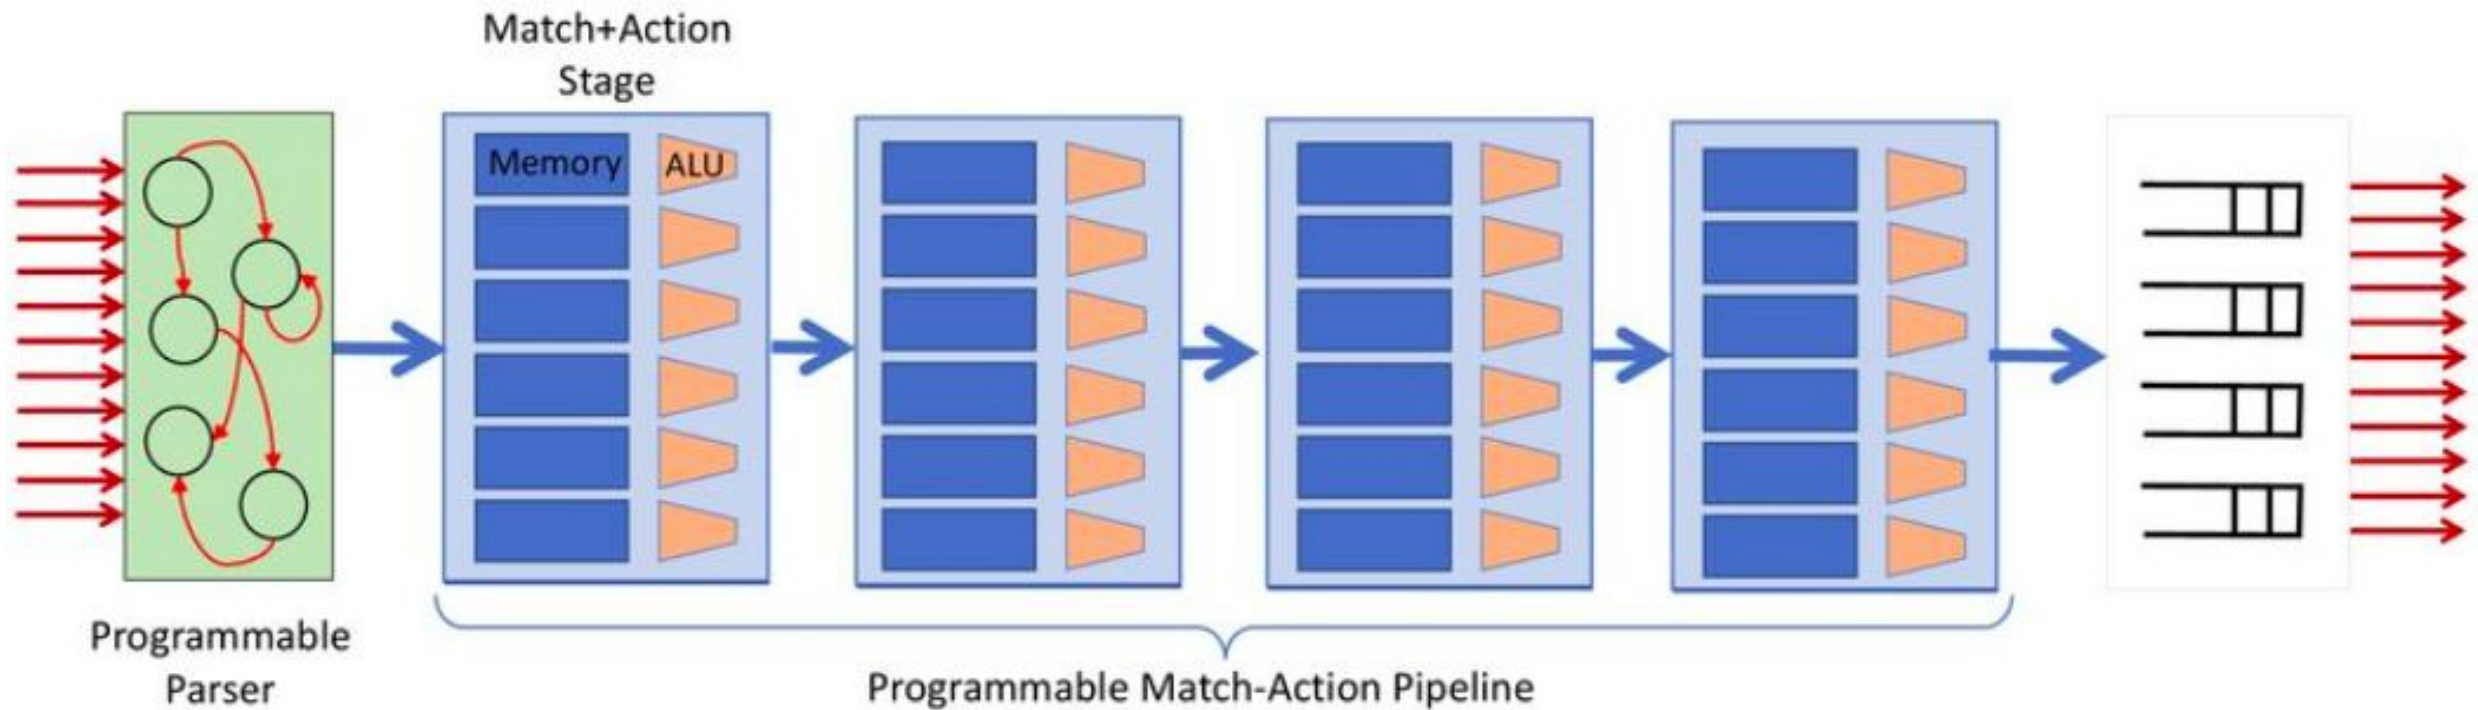 Match+Action
Stage
Memory
ALU
Programmable
Parser
Programmable Match-Action Pipeline